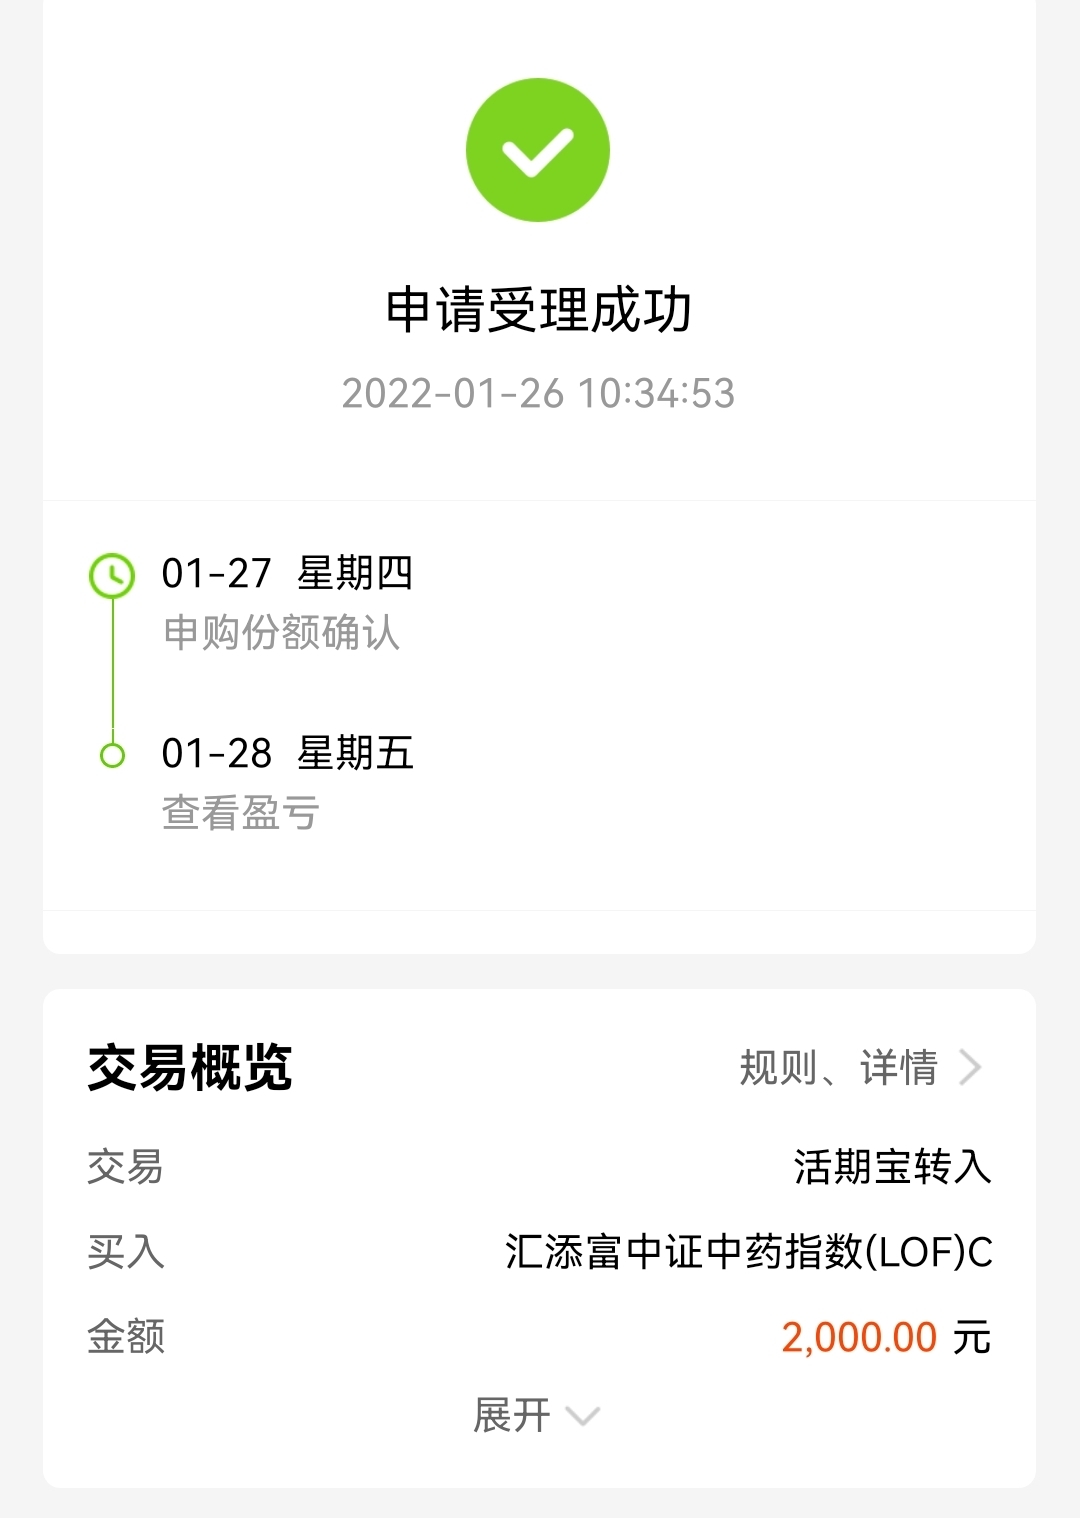 申请受理成功
2022-01-26 10:34:53
01-27 星期四
申购份额确认
01-28 星期五
查看盈亏
交易概览 规则、详情
交易 活期宝转入
买入 汇添富中证中药指数(LOF)C
金额 2,000.00 元
展开